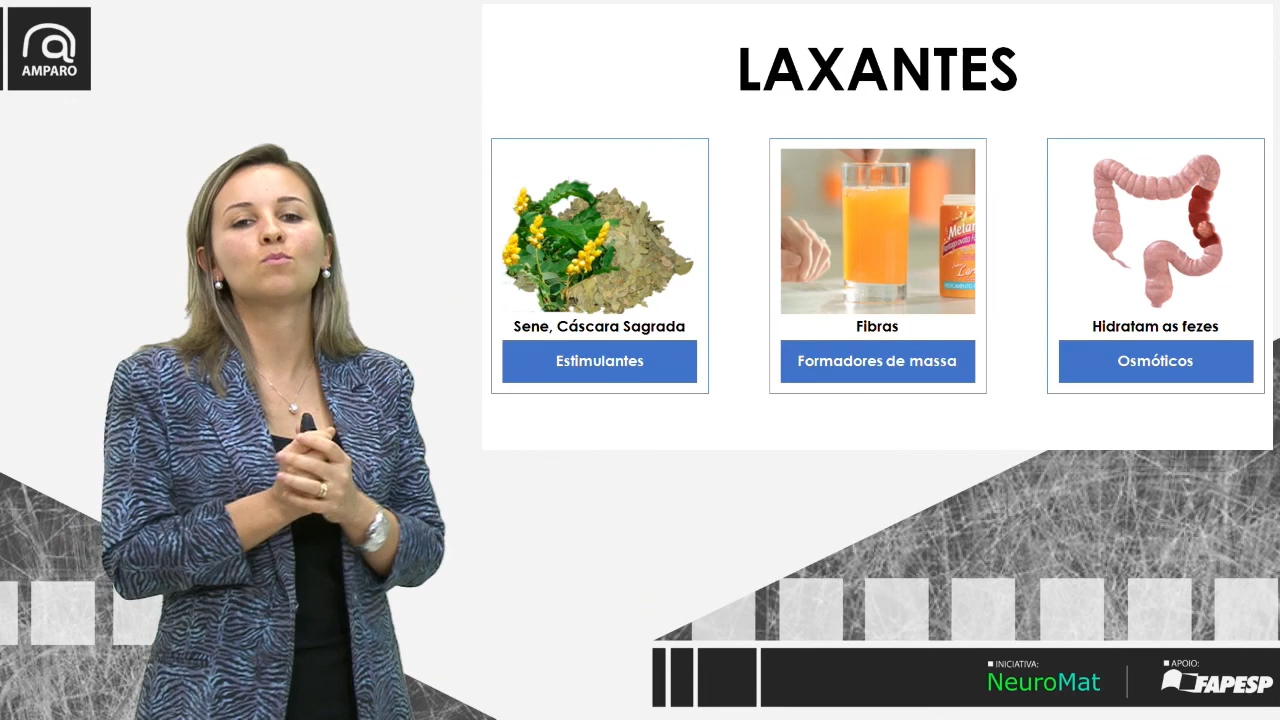 AMPARO
LAXANTES
Sene, Cáscara Sagrada
Estimulantes
Fibras
Formadores de massa
Hidratam as fezes
Osmóticos
INICIATIVA:
NeuroMat
APOIO:
FAPESP